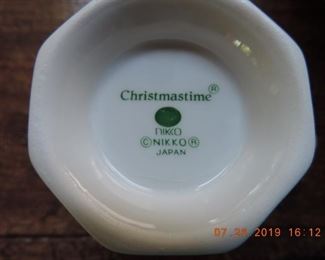 Christmastime®
NIKKO
©NIKKO®
JAPAN
07.28.2019 16:12